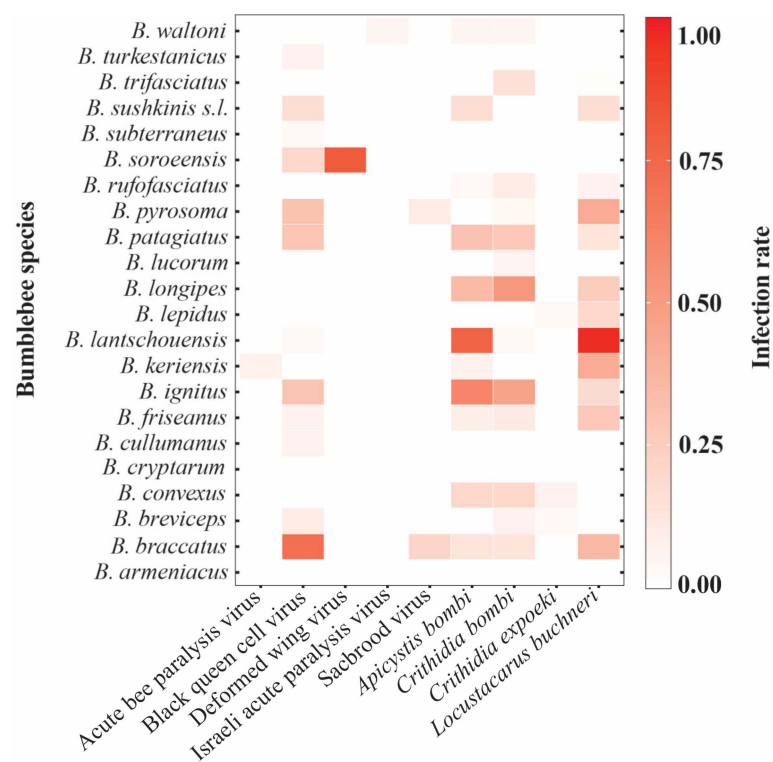 B. waltoni
B. turkestanicus
B. trifasciatus
B. sushkinis s.l.
B. subterraneus
B. soroeensis
B. rufofasciatus
B. pyrosoma
B. patagiatus
B. lucorum
B. longipes
B. lepidus
B. lantschouensis
B. keriensis
B. ignitus
B. friseanus
B. cullumanus
B. cryptarum
B. convexus
B. breviceps
B. braccatus
B. armeniacus
Bumblebee species
Acute bee paralysis virus
Black queen cell virus
Deformed wing virus
Israeli acute paralysis virus
Sacbrood virus
Apicystis bombi
Crithidia bombi
Crithidia expoeki
Locustacarus buchneri
1.00
0.75
0.50
0.25
0.00
Infection rate